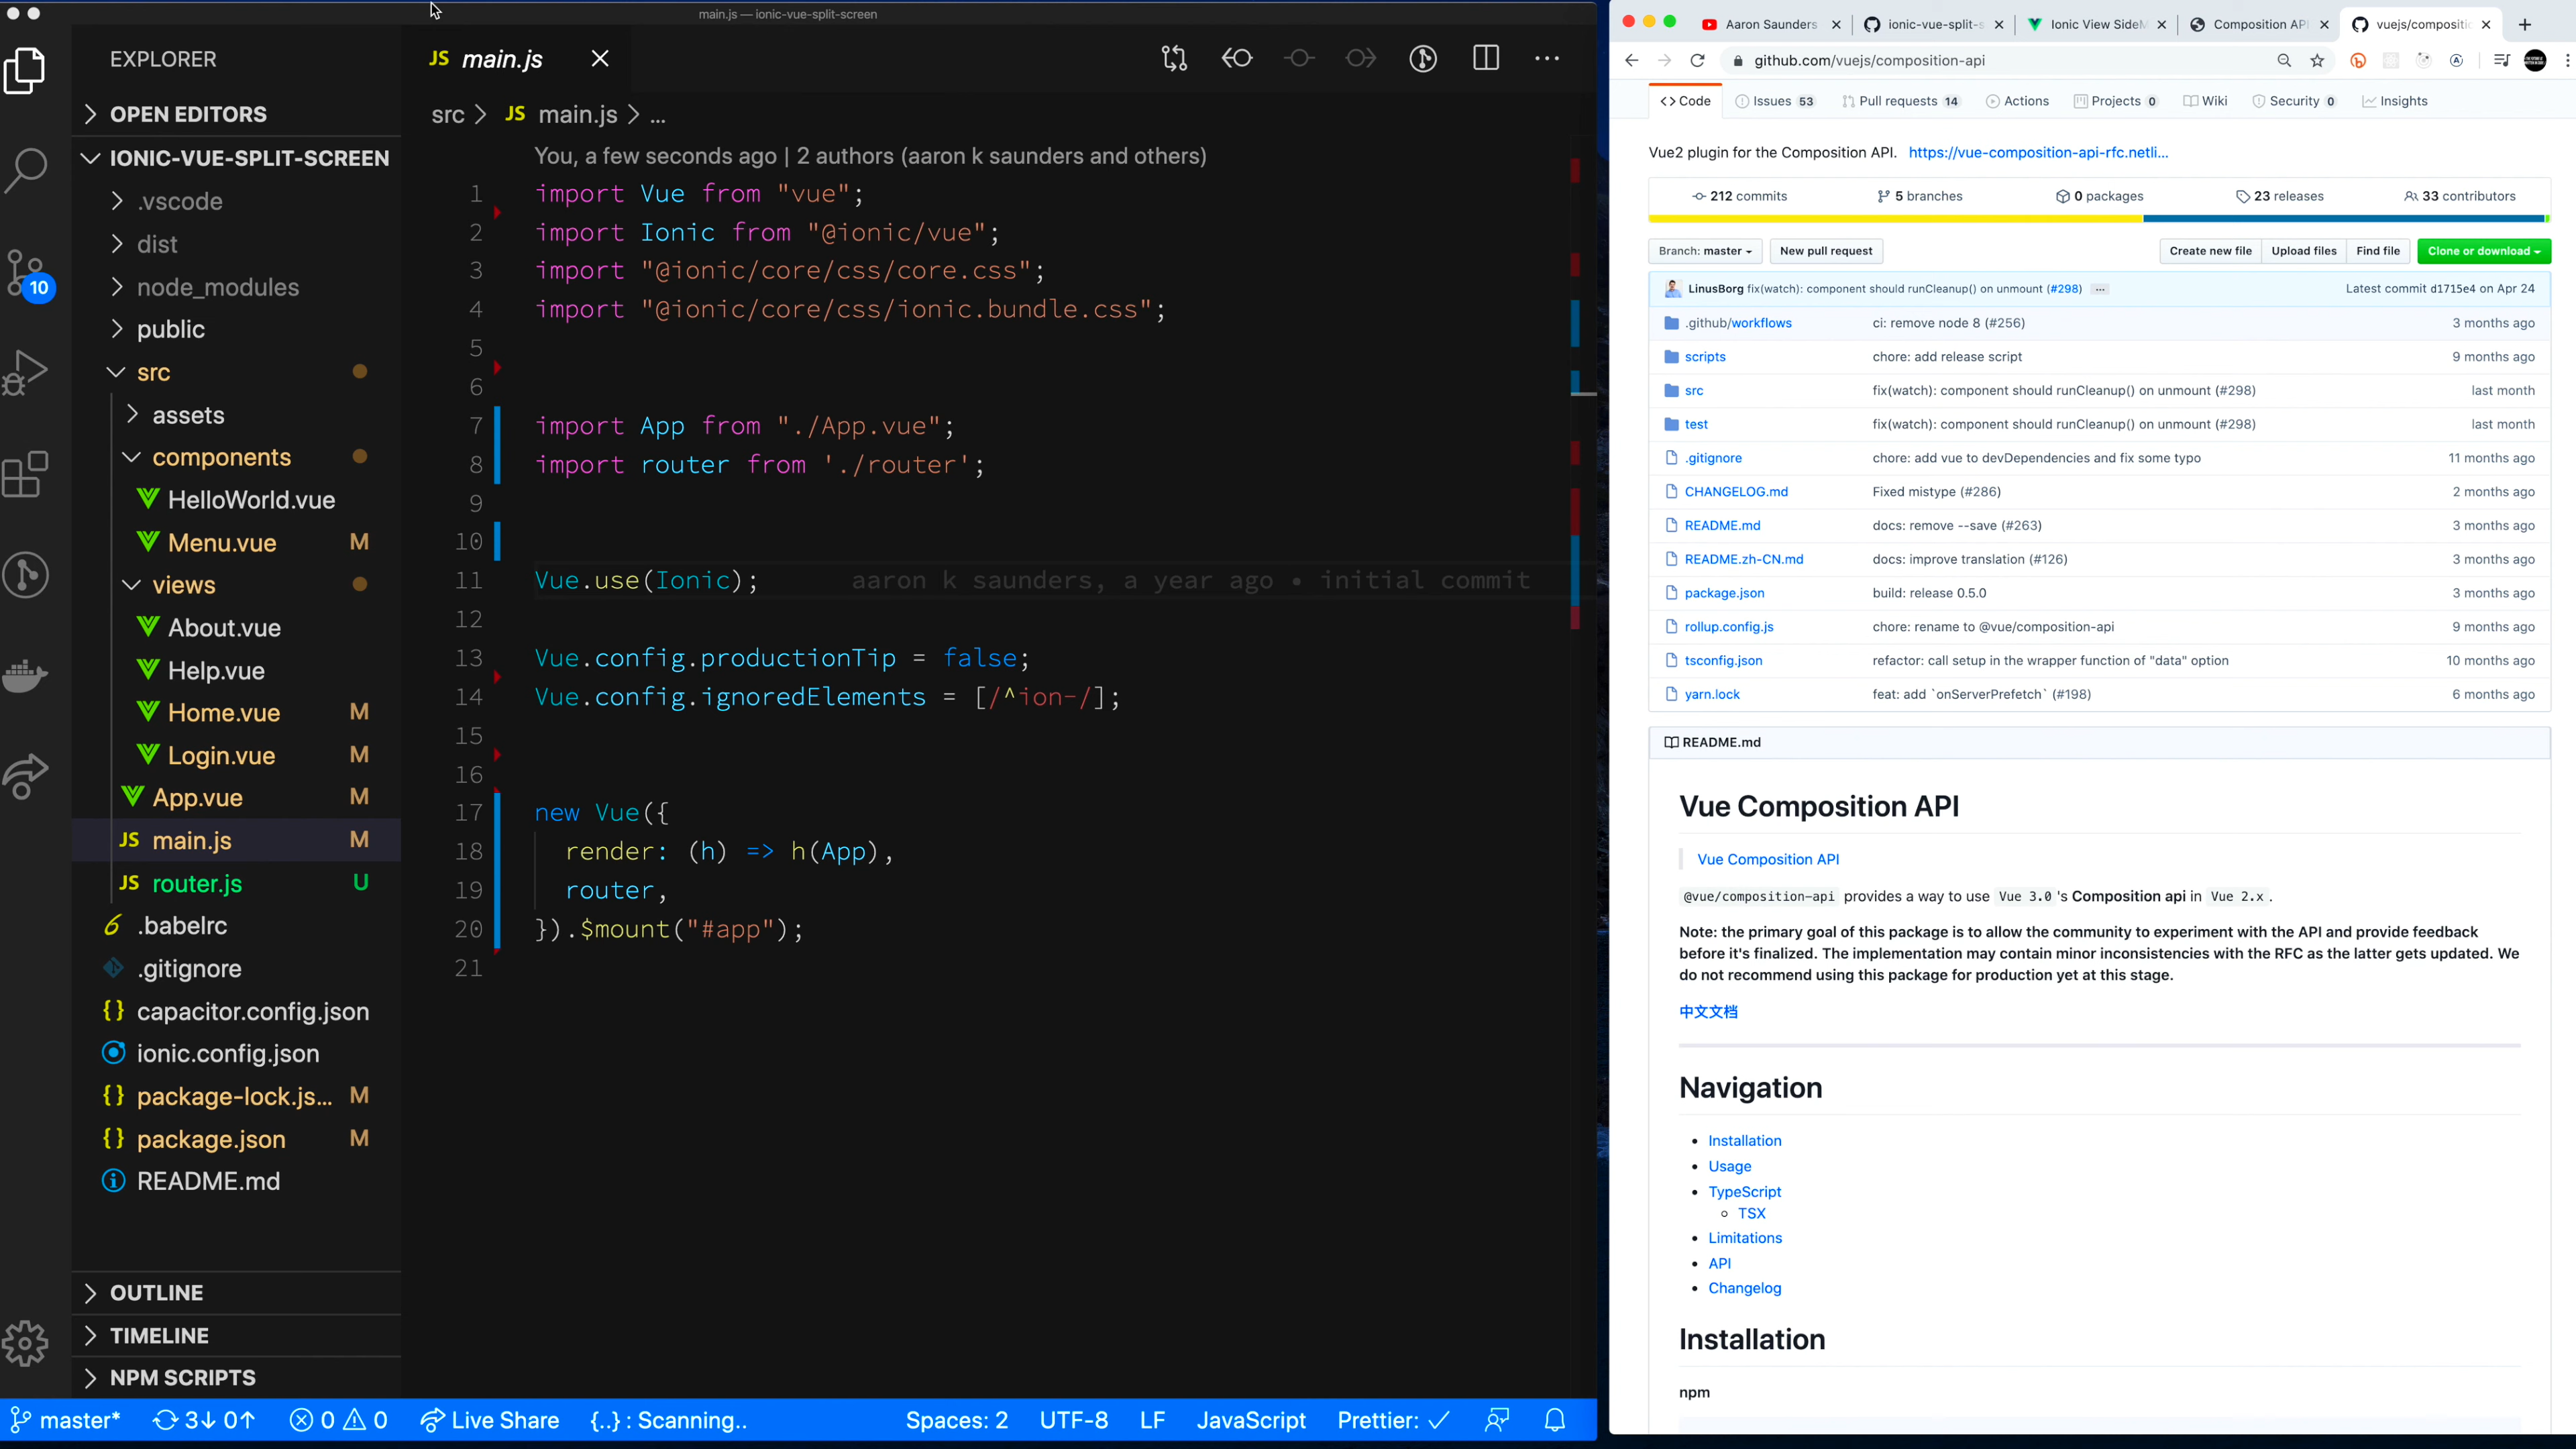 main.js — ionic-vue-split-screen
EXPLORER
OPEN EDITORS
IONIC-VUE-SPLIT-SCREEN
.vscode
dist
node_modules
public
src
assets
components
HelloWorld.vue
Menu.vue M
views
About.vue
Help.vue
Home.vue M
Login.vue M
App.vue M
JS main.js M
JS router.js U
.babelrc
.gitignore
{} capacitor.config.json
ionic.config.json
{} package-lock.js... M
{} package.json M
README.md
OUTLINE
TIMELINE
NPM SCRIPTS
10
JS main.js
src > JS main.js > ...
You, a few seconds ago | 2 authors (aaron k saunders and others)
1 import Vue from "vue";
2 import Ionic from "@ionic/vue";
3 import "@ionic/core/css/core.css";
4 import "@ionic/core/css/ionic.bundle.css";
5
6
7 import App from "./App.vue";
8 import router from './router';
9
10
11 Vue.use(Ionic); aaron k saunders, a year ago • initial commit
12
13 Vue.config.productionTip = false;
14 Vue.config.ignoredElements = [/^ion-/];
15
16
17 new Vue({
18 render: (h) => h(App),
19 router,
20 }).$mount("#app");
21
master* 3↓ 0↑ 0 0 Live Share {..} : Scanning.. Spaces: 2 UTF-8 LF JavaScript Prettier: ✓
Aaron Saunders ionic-vue-split-s Ionic View SideM Composition API vuejs/compositio
github.com/vuejs/composition-api
Code Issues 53 Pull requests 14 Actions Projects 0 Wiki Security 0 Insights
Vue2 plugin for the Composition API. https://vue-composition-api-rfc.netli...
212 commits 5 branches 0 packages 23 releases 33 contributors
Branch: master New pull request Create new file Upload files Find file Clone or download
LinusBorg fix(watch): component should runCleanup() on unmount (#298) ... Latest commit d1715e4 on Apr 24
.github/workflows ci: remove node 8 (#256) 3 months ago
scripts chore: add release script 9 months ago
src fix(watch): component should runCleanup() on unmount (#298) last month
test fix(watch): component should runCleanup() on unmount (#298) last month
.gitignore chore: add vue to devDependencies and fix some typo 11 months ago
CHANGELOG.md Fixed mistype (#286) 2 months ago
README.md docs: remove --save (#263) 3 months ago
README.zh-CN.md docs: improve translation (#126) 3 months ago
package.json build: release 0.5.0 3 months ago
rollup.config.js chore: rename to @vue/composition-api 9 months ago
tsconfig.json refactor: call setup in the wrapper function of "data" option 10 months ago
yarn.lock feat: add `onServerPrefetch` (#198) 6 months ago
README.md
Vue Composition API
Vue Composition API
@vue/composition-api provides a way to use Vue 3.0 's Composition api in Vue 2.x .
Note: the primary goal of this package is to allow the community to experiment with the API and provide feedback
before it's finalized. The implementation may contain minor inconsistencies with the RFC as the latter gets updated. We
do not recommend using this package for production yet at this stage.
中文文档
Navigation
Installation
Usage
TypeScript
TSX
Limitations
API
Changelog
Installation
npm